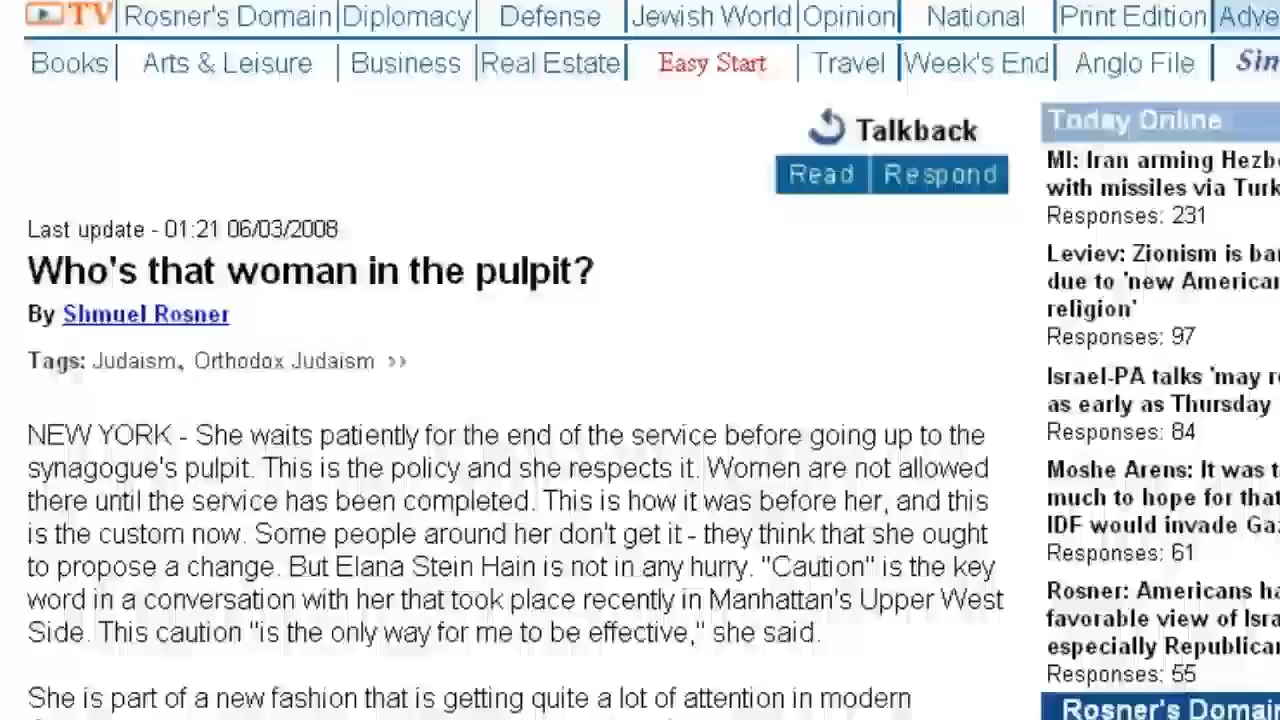 TV Rosner's Domain Diplomacy Defense Jewish World Opinion National Print Edition Adve
Books Arts & Leisure Business Real Estate Easy Start Travel Week's End Anglo File Sin
Talkback
Read Respond
Last update - 01:21 06/03/2008
Who's that woman in the pulpit?
By Shmuel Rosner
Tags: Judaism, Orthodox Judaism >>
NEW YORK - She waits patiently for the end of the service before going up to the
synagogue's pulpit. This is the policy and she respects it. Women are not allowed
there until the service has been completed. This is how it was before her, and this
is the custom now. Some people around her don't get it - they think that she ought
to propose a change. But Elana Stein Hain is not in any hurry. "Caution" is the key
word in a conversation with her that took place recently in Manhattan's Upper West
Side. This caution "is the only way for me to be effective," she said.
She is part of a new fashion that is getting quite a lot of attention in modern
Today Online
MI: Iran arming Hezb
with missiles via Turk
Responses: 231
Leviev: Zionism is ba
due to 'new American
religion'
Responses: 97
Israel-PA talks 'may r
as early as Thursday
Responses: 84
Moshe Arens: It was t
much to hope for that
IDF would invade Ga
Responses: 61
Rosner: Americans ha
favorable view of Isra
especially Republican
Responses: 55
Rosner's Domain